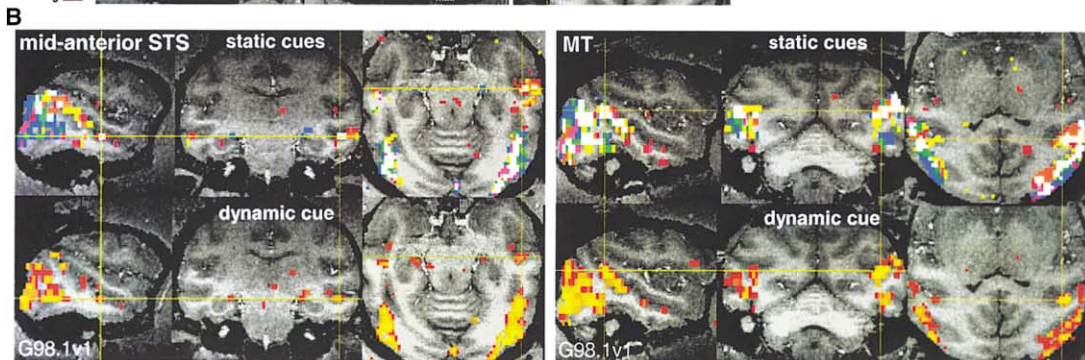 B
mid-anterior STS
static cues
dynamic cue
G98.1v1
MT
static cues
dynamic cue
G98.1v1